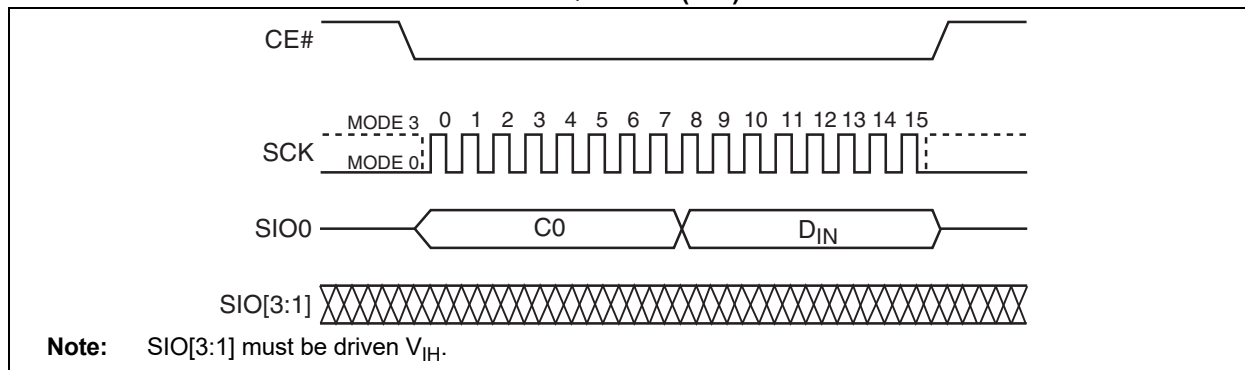 CE#
MODE 3 0 1 2 3 4 5 6 7 8 9 10 11 12 13 14 15
SCK
MODE 0
SIO0 C0 DIN
SIO[3:1]
Note: SIO[3:1] must be driven VIH.